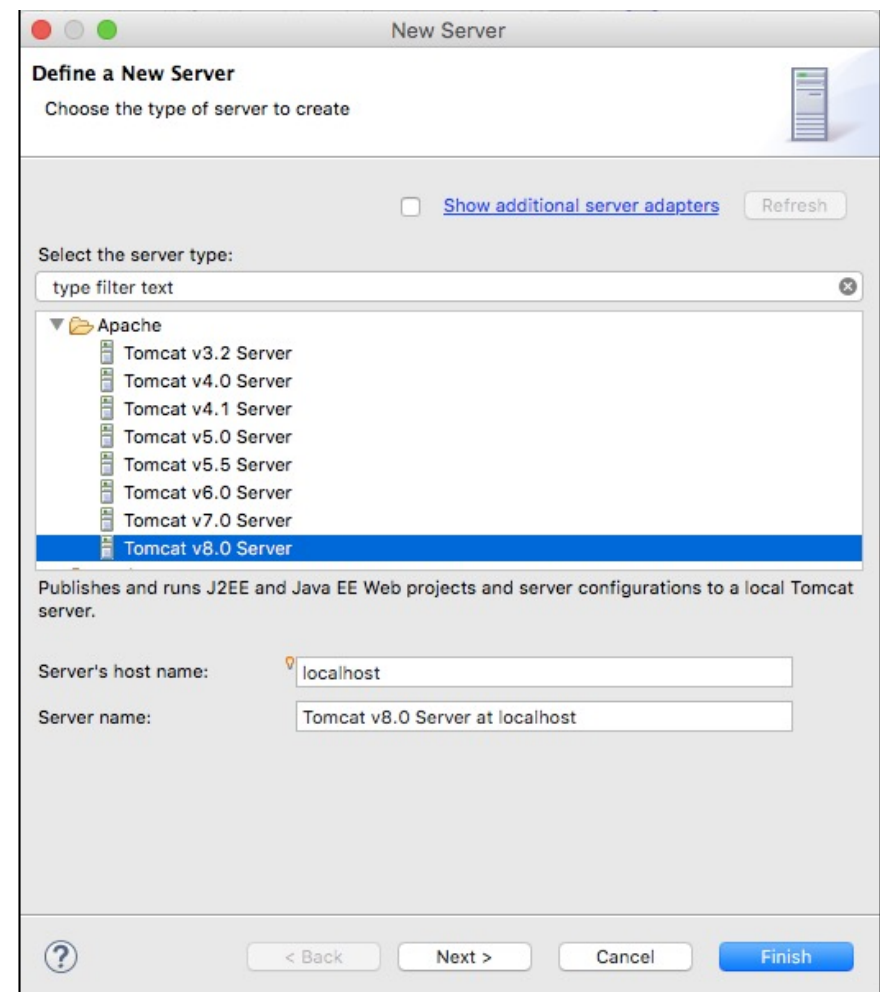 New Server
Define a New Server
Choose the type of server to create
Show additional server adapters
Refresh
Select the server type:
type filter text
Apache
Tomcat v3.2 Server
Tomcat v4.0 Server
Tomcat v4.1 Server
Tomcat v5.0 Server
Tomcat v5.5 Server
Tomcat v6.0 Server
Tomcat v7.0 Server
Tomcat v8.0 Server
Publishes and runs J2EE and Java EE Web projects and server configurations to a local Tomcat
server.
Server's host name:
localhost
Server name:
Tomcat v8.0 Server at localhost
?
< Back
Next >
Cancel
Finish